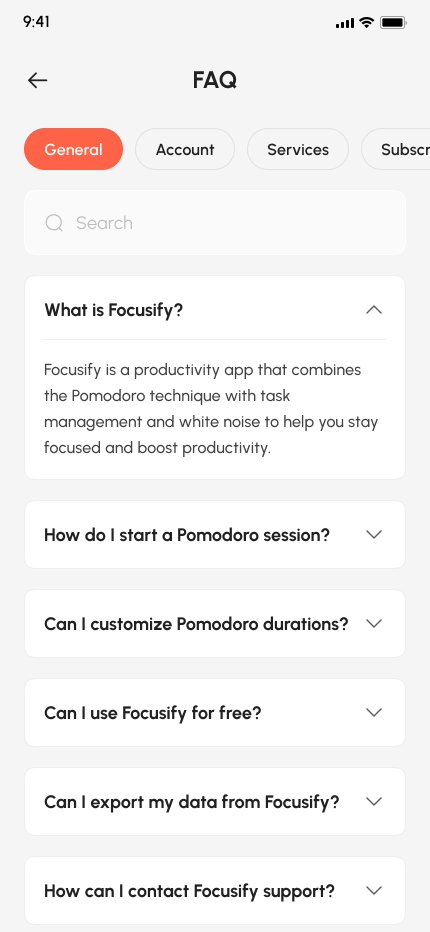 9:41
FAQ
General
Account
Services
Subscr
Search
What is Focusify?
Focusify is a productivity app that combines
the Pomodoro technique with task
management and white noise to help you stay
focused and boost productivity.
How do I start a Pomodoro session?
Can I customize Pomodoro durations?
Can I use Focusify for free?
Can I export my data from Focusify?
How can I contact Focusify support?